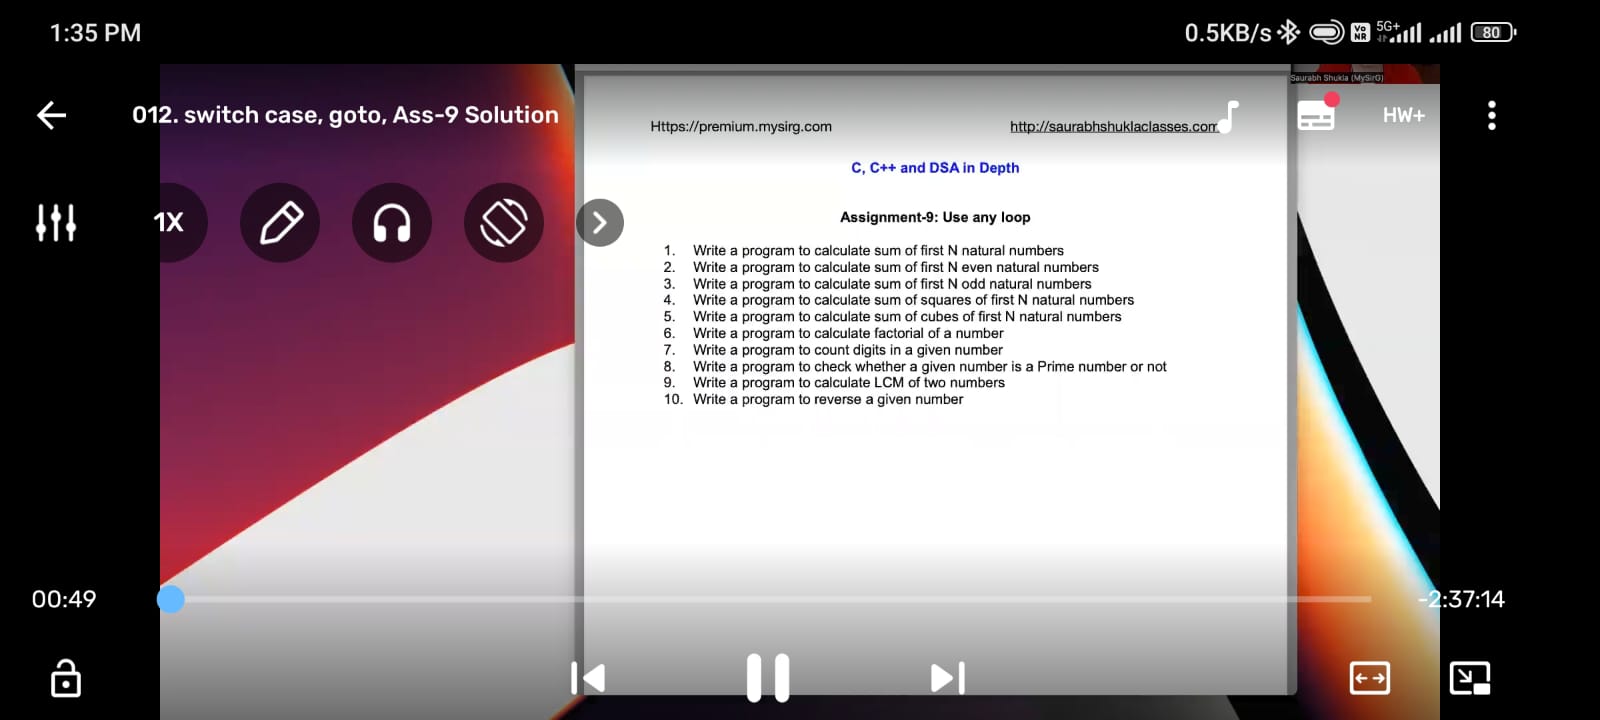 1:35 PM
0.5KB/s Vo NR 5G+ 80
Saurabh Shukla (MySirG)
012. switch case, goto, Ass-9 Solution
HW+
Https://premium.mysirg.com http://saurabhshuklaclasses.com
C, C++ and DSA in Depth
1X
Assignment-9: Use any loop
1. Write a program to calculate sum of first N natural numbers
2. Write a program to calculate sum of first N even natural numbers
3. Write a program to calculate sum of first N odd natural numbers
4. Write a program to calculate sum of squares of first N natural numbers
5. Write a program to calculate sum of cubes of first N natural numbers
6. Write a program to calculate factorial of a number
7. Write a program to count digits in a given number
8. Write a program to check whether a given number is a Prime number or not
9. Write a program to calculate LCM of two numbers
10. Write a program to reverse a given number
00:49
-2:37:14